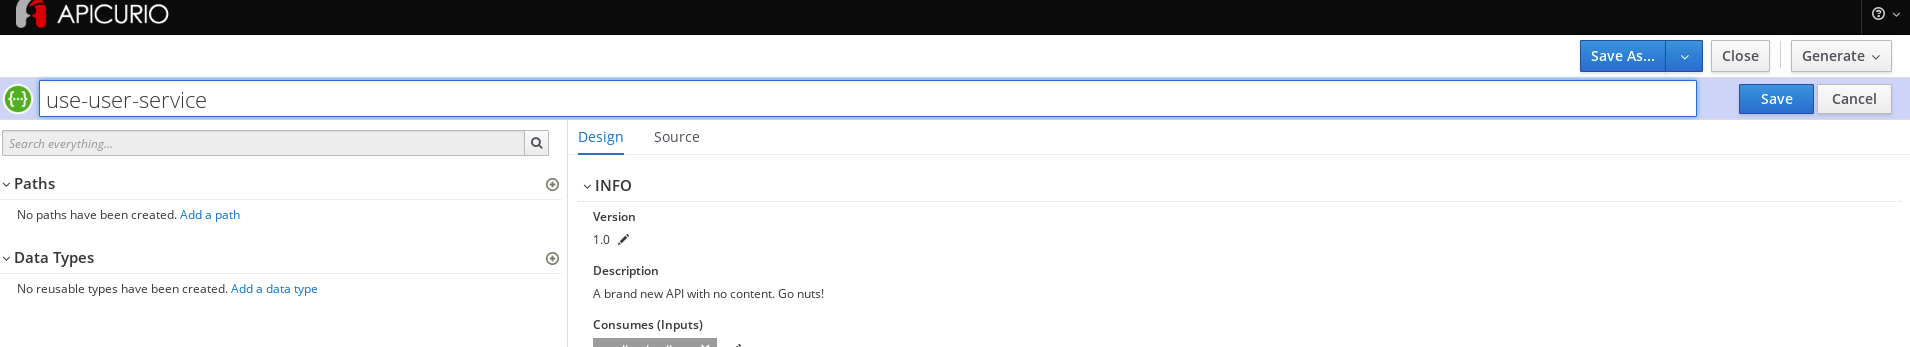 APICURIO
Save As... Close Generate
use-user-service Save Cancel
Search everything... Design Source
Paths
INFO
No paths have been created. Add a path
Version
1.0
Data Types
Description
No reusable types have been created. Add a data type
A brand new API with no content. Go nuts!
Consumes (Inputs)